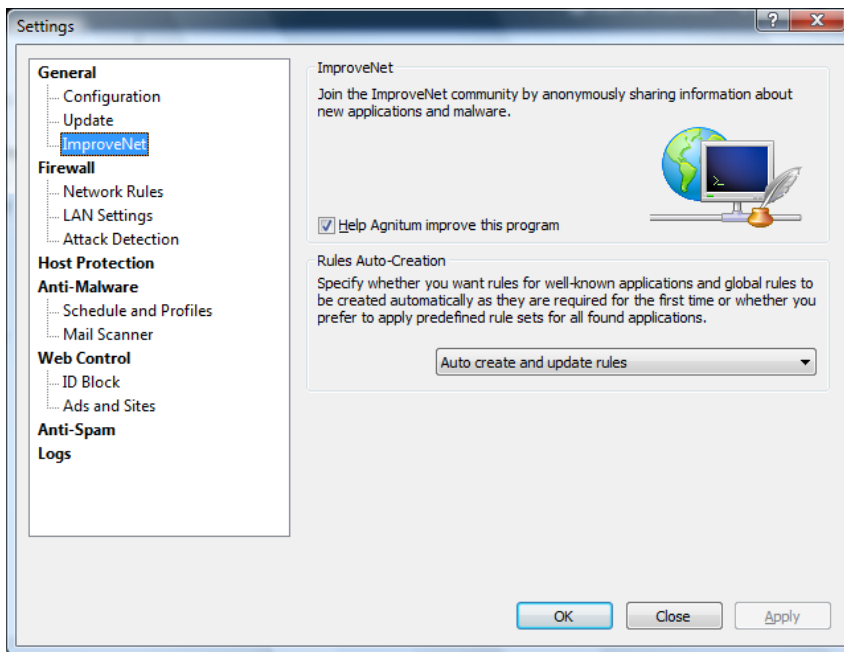 Settings
?
X
General
Configuration
Update
ImproveNet
Firewall
Network Rules
LAN Settings
Attack Detection
Host Protection
Anti-Malware
Schedule and Profiles
Mail Scanner
Web Control
ID Block
Ads and Sites
Anti-Spam
Logs
ImproveNet
Join the ImproveNet community by anonymously sharing information about
new applications and malware.
>_
Help Agnitum improve this program
Rules Auto-Creation
Specify whether you want rules for well-known applications and global rules to
be created automatically as they are required for the first time or whether you
prefer to apply predefined rule sets for all found applications.
Auto create and update rules
OK
Close
Apply